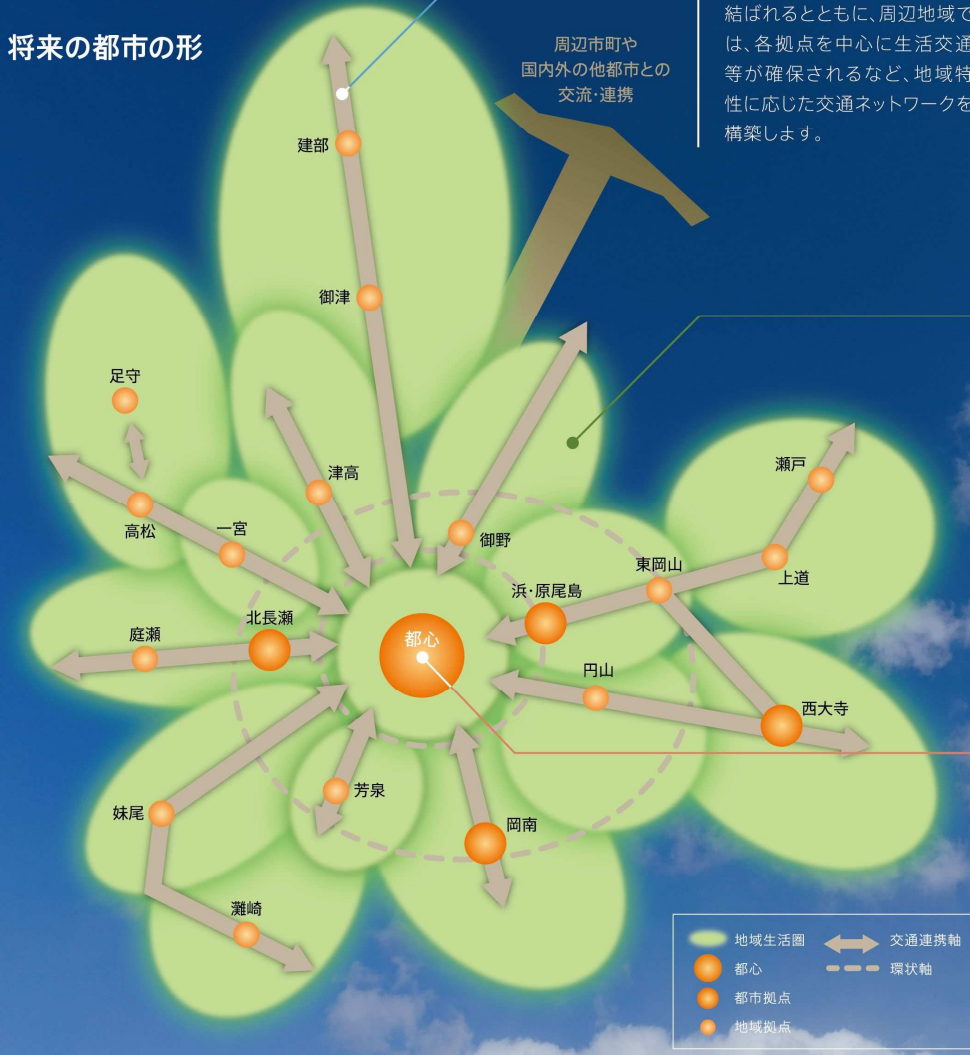 将来の都市の形
周辺市町や
国内外の他都市との
交流・連携
結ばれるとともに、周辺地域で
は、各拠点を中心に生活交通
等が確保されるなど、地域特
性に応じた交通ネットワークを
構築します。
建部
御津
足守
津高
高松
一宮
御野
瀬戸
上道
東岡山
浜・原尾島
北長瀬
庭瀬
都心
円山
西大寺
芳泉
妹尾
岡南
灘崎
地域生活圏
都心
都市拠点
地域拠点
交通連携軸
環状軸